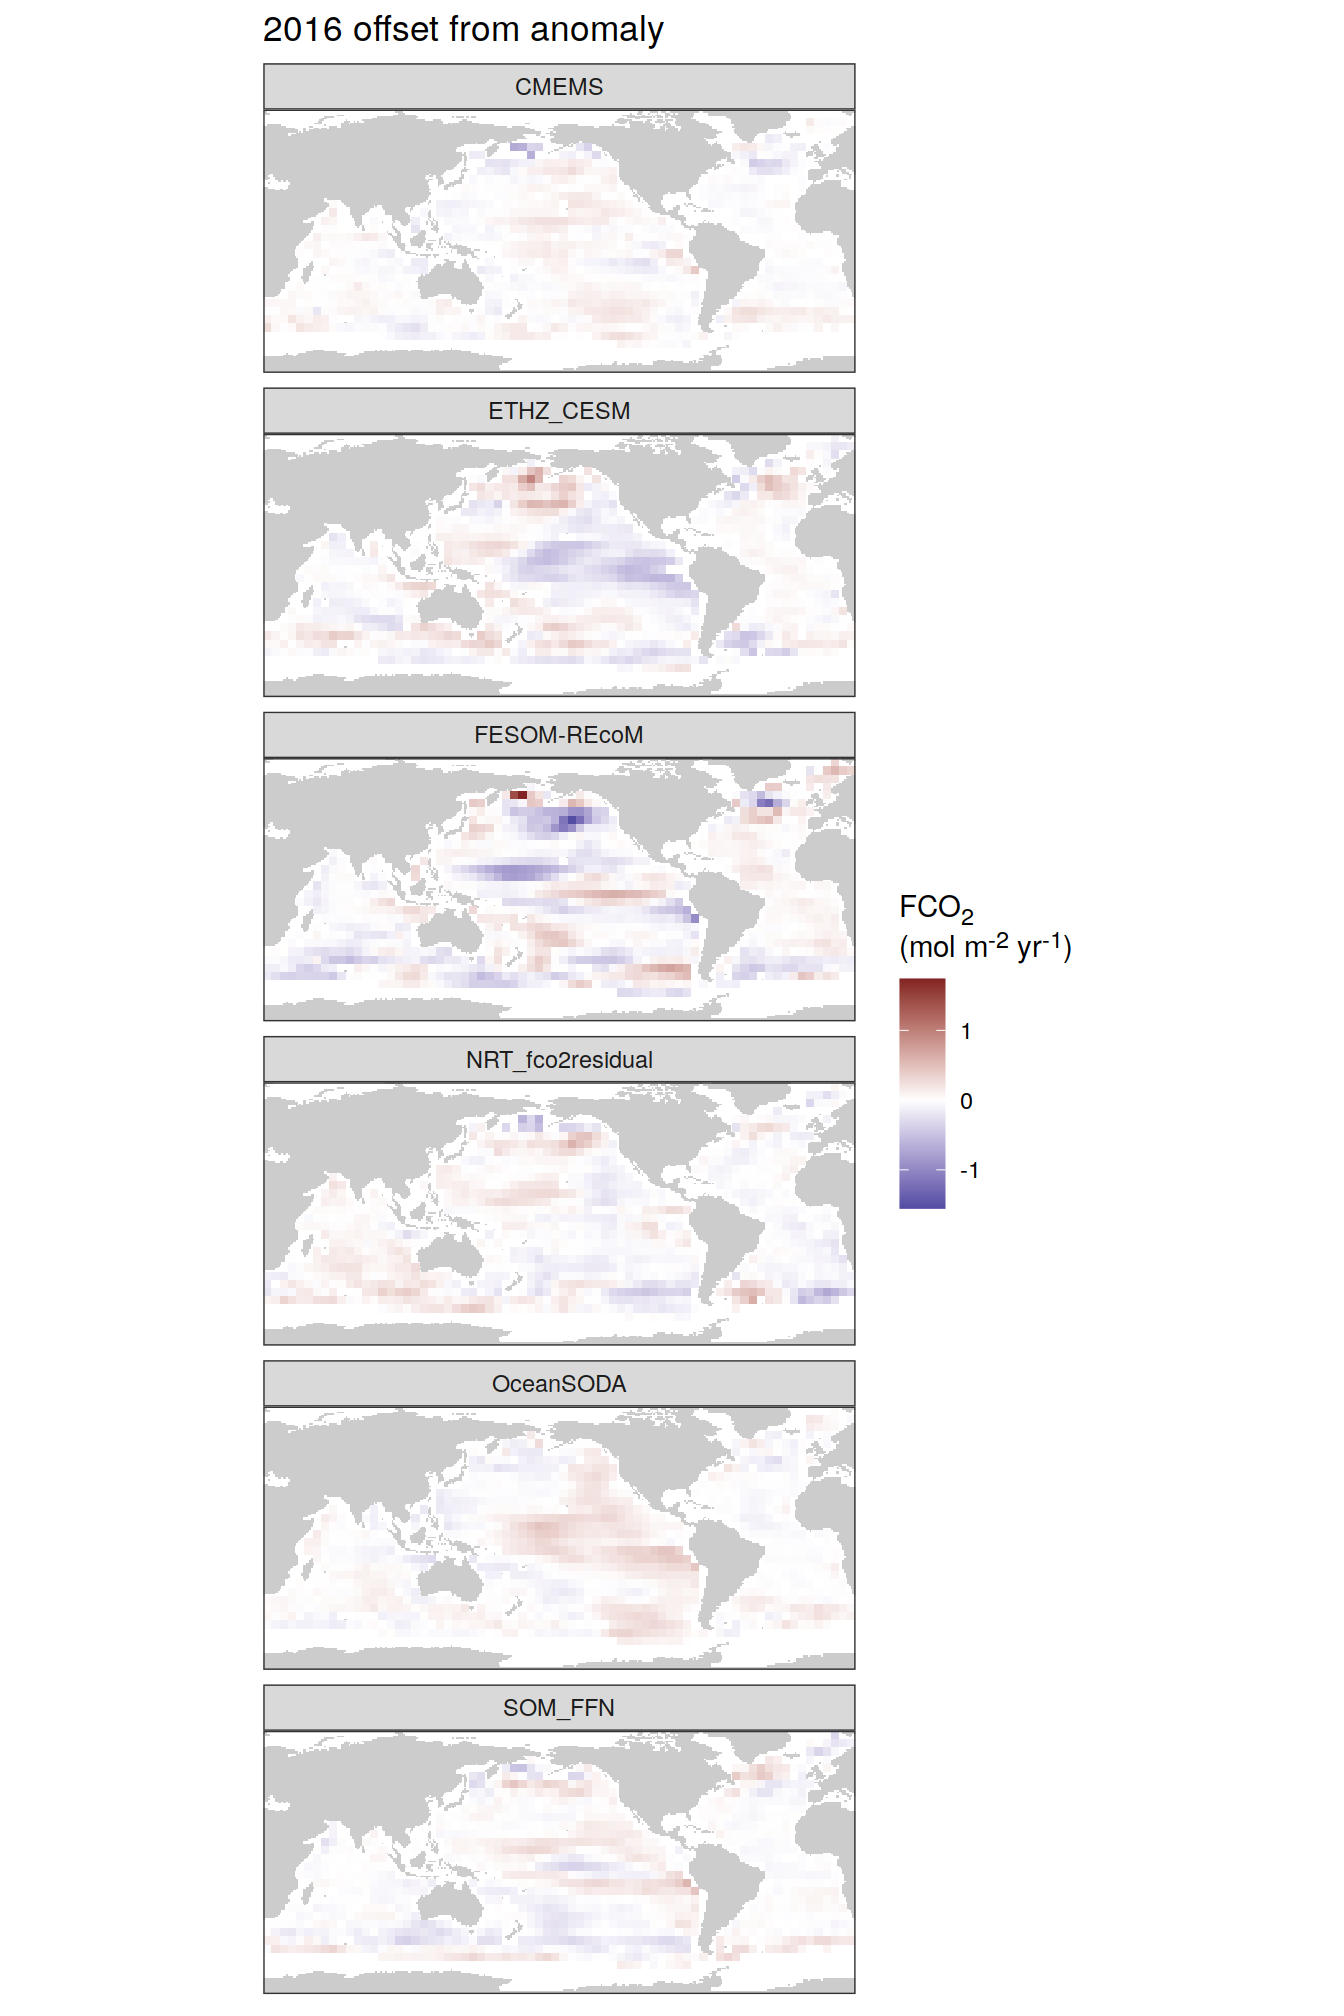 2016 offset from anomaly
CMEMS
ETHZ_CESM
FESOM-REcoM
NRT_fco2residual
OceanSODA
SOM_FFN
FCO₂
(mol m⁻² yr⁻¹)
1
0
-1